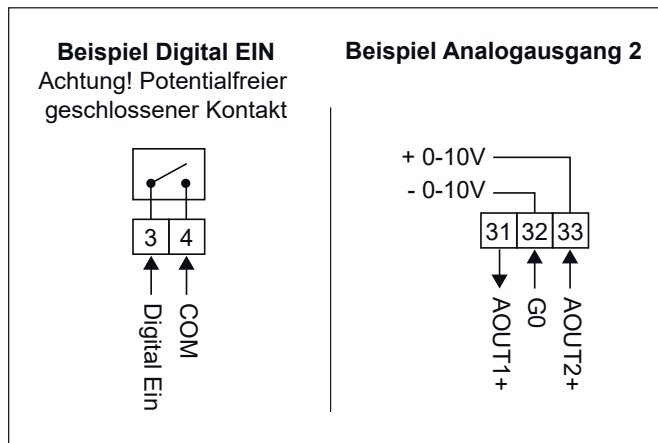 Beispiel Digital EIN
Achtung! Potentialfreier
geschlossener Kontakt
3 4
Digital Ein
COM
Beispiel Analogausgang 2
+ 0-10V
- 0-10V
31 32 33
AOUT1+
G0
AOUT2+